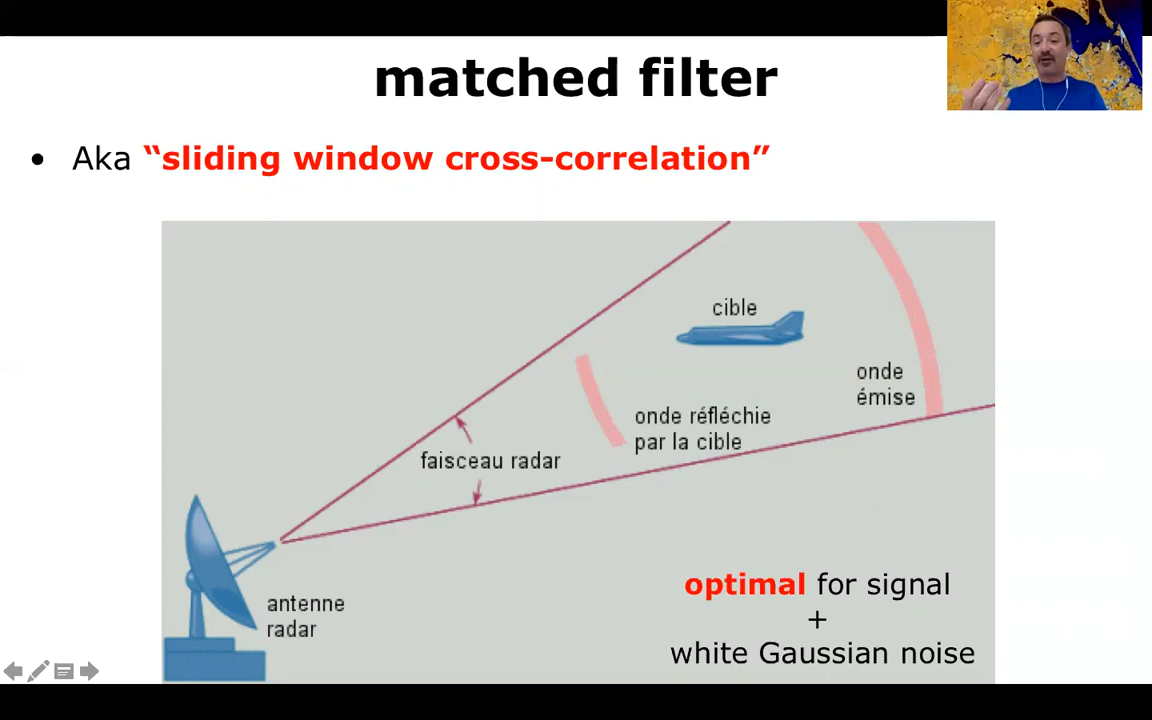 matched filter
• Aka “sliding window cross-correlation”
cible
onde
émise
onde réfléchie
par la cible
faisceau radar
antenne
radar
optimal for signal
+
white Gaussian noise